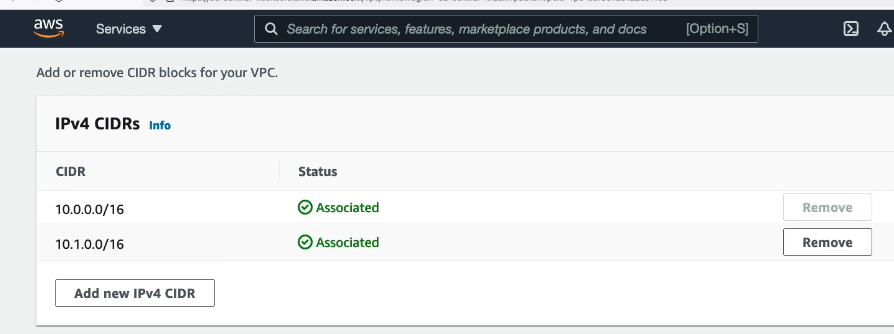 aws
Services ▼
Search for services, features, marketplace products, and docs [Option+S]
Add or remove CIDR blocks for your VPC.
IPv4 CIDRs Info
CIDR Status
10.0.0.0/16 Associated Remove
10.1.0.0/16 Associated Remove
Add new IPv4 CIDR